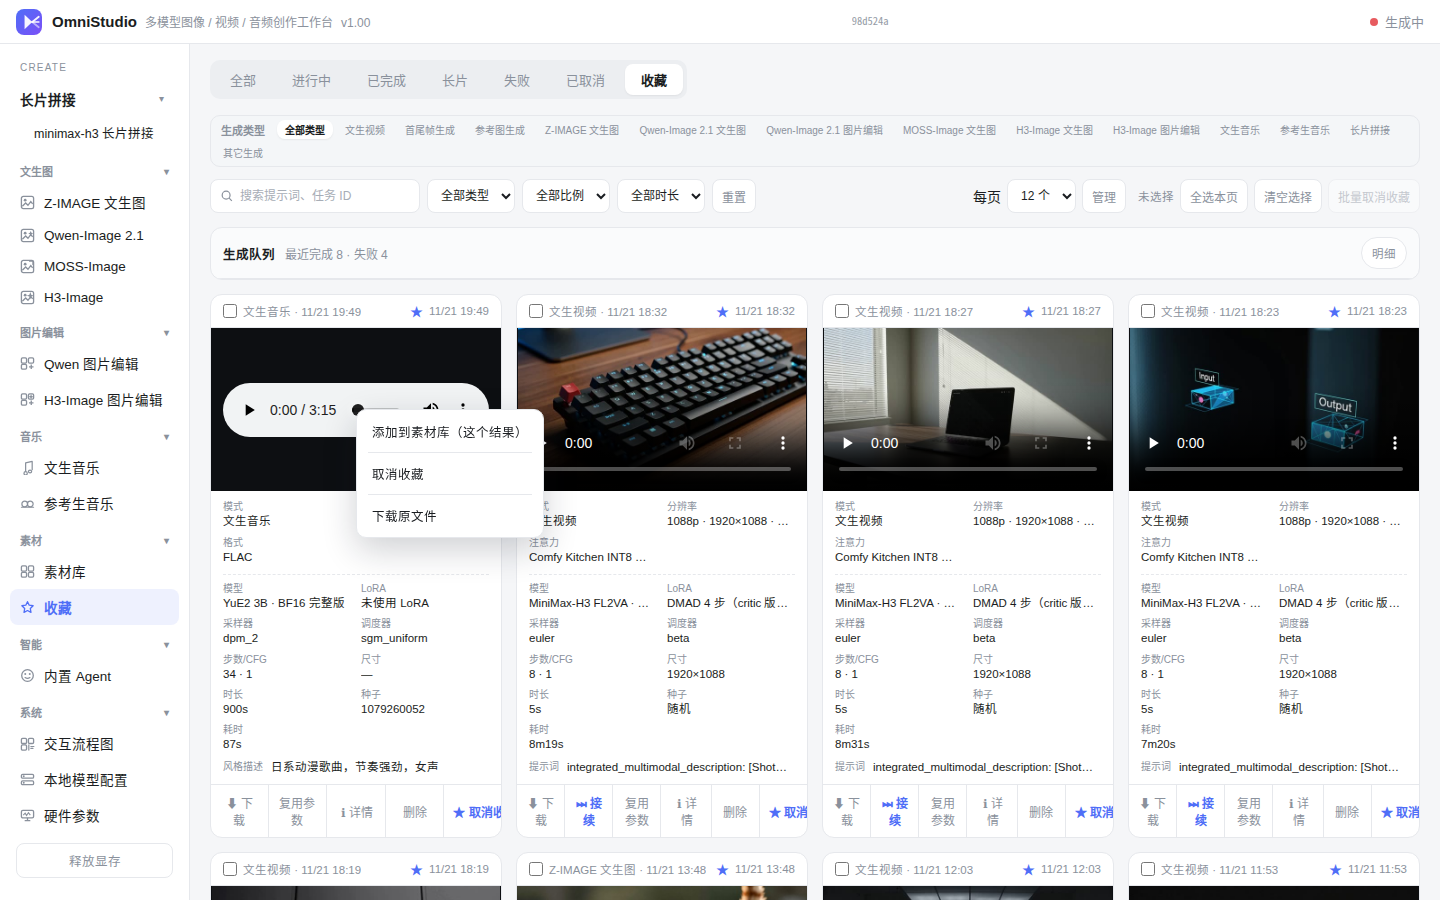 OmniStudio 多模型图像 / 视频 / 音频创作工作台 v1.00
98d524a
生成中
CREATE
长片拼接
minimax-h3 长片拼接
文生图
Z-IMAGE 文生图
Qwen-Image 2.1
MOSS-Image
H3-Image
图片编辑
Qwen 图片编辑
H3-Image 图片编辑
音乐
文生音乐
参考生音乐
素材
素材库
收藏
智能
内置 Agent
系统
交互流程图
本地模型配置
硬件参数
释放显存
全部 进行中 已完成 长片 失败 已取消 收藏
生成类型 全部类型 文生视频 首尾帧生成 参考图生成 Z-IMAGE 文生图 Qwen-Image 2.1 文生图 Qwen-Image 2.1 图片编辑 MOSS-Image 文生图 H3-Image 文生图 H3-Image 图片编辑 文生音乐 参考生音乐 长片拼接
其它生成
搜索提示词、任务 ID 全部类型 全部比例 全部时长 重置 每页 12 个 管理 未选择 全选本页 清空选择 批量取消收藏
生成队列 最近完成 8 · 失败 4 明细
文生音乐 · 11/21 19:49 ★ 11/21 19:49
0:00 / 3:15
添加到素材库（这个结果）
取消收藏
下载原文件
模式
文生音乐
格式
FLAC
模型 LoRA
YuE2 3B · BF16 完整版 未使用 LoRA
采样器 调度器
dpm_2 sgm_uniform
步数/CFG 尺寸
34 · 1 —
时长 种子
900s 1079260052
耗时
87s
风格描述 日系动漫歌曲，节奏强劲，女声
⬇ 下载 复用参数 ℹ 详情 删除 ★ 取消收
文生视频 · 11/21 18:32 ★ 11/21 18:32
0:00
式 分辨率
生视频 1088p · 1920×1088 · …
注意力
Comfy Kitchen INT8 …
模型 LoRA
MiniMax-H3 FL2VA · … DMAD 4 步（critic 版…
采样器 调度器
euler beta
步数/CFG 尺寸
8 · 1 1920×1088
时长 种子
5s 随机
耗时
8m19s
提示词 integrated_multimodal_description: [Shot…
⬇ 下载 ⏭ 接续 复用参数 ℹ 详情 删除 ★ 取消
文生视频 · 11/21 18:27 ★ 11/21 18:27
0:00
模式 分辨率
文生视频 1088p · 1920×1088 · …
注意力
Comfy Kitchen INT8 …
模型 LoRA
MiniMax-H3 FL2VA · … DMAD 4 步（critic 版…
采样器 调度器
euler beta
步数/CFG 尺寸
8 · 1 1920×1088
时长 种子
5s 随机
耗时
8m31s
提示词 integrated_multimodal_description: [Shot…
⬇ 下载 ⏭ 接续 复用参数 ℹ 详情 删除 ★ 取消
文生视频 · 11/21 18:23 ★ 11/21 18:23
Input
Output
0:00
模式 分辨率
文生视频 1088p · 1920×1088 · …
注意力
Comfy Kitchen INT8 …
模型 LoRA
MiniMax-H3 FL2VA · … DMAD 4 步（critic 版…
采样器 调度器
euler beta
步数/CFG 尺寸
8 · 1 1920×1088
时长 种子
5s 随机
耗时
7m20s
提示词 integrated_multimodal_description: [Shot…
⬇ 下载 ⏭ 接续 复用参数 ℹ 详情 删除 ★ 取消
文生视频 · 11/21 18:19 ★ 11/21 18:19
Z-IMAGE 文生图 · 11/21 13:48 ★ 11/21 13:48
文生视频 · 11/21 12:03 ★ 11/21 12:03
文生视频 · 11/21 11:53 ★ 11/21 11:53